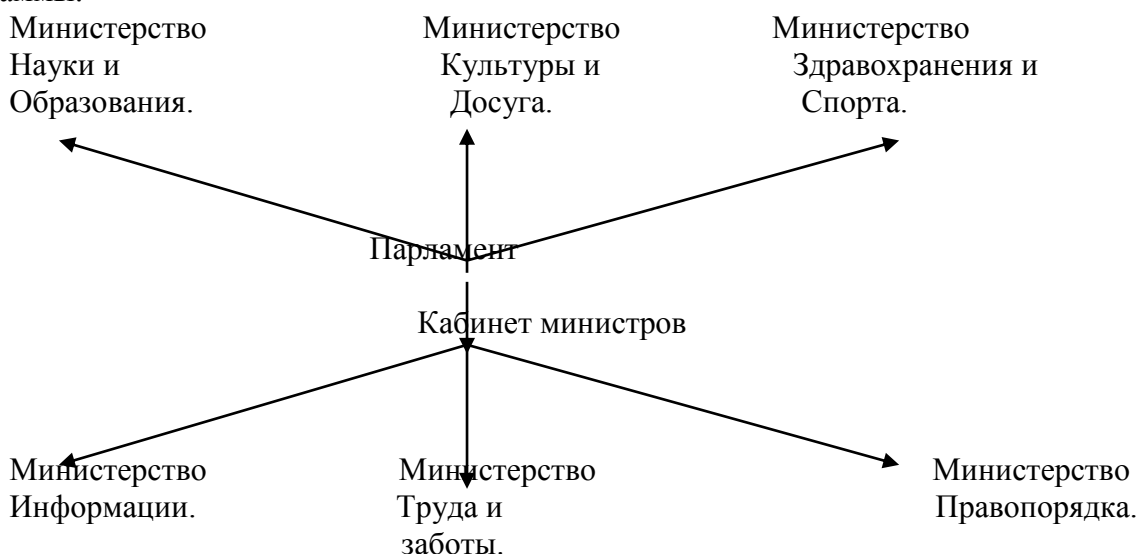 Министерство Министерство Министерство
Науки и Культуры и Здравохранения и
Образования. Досуга. Спорта.
Парламент
Кабинет министров
Министерство Министерство Министерство
Информации. Труда и Правопорядка.
заботы.